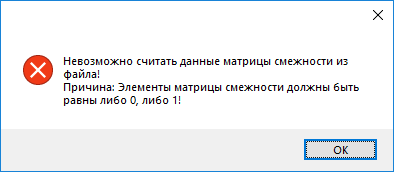 Невозможно считать данные матрицы смежности из
файла!
Причина: Элементы матрицы смежности должны быть
равны либо 0, либо 1!
OK